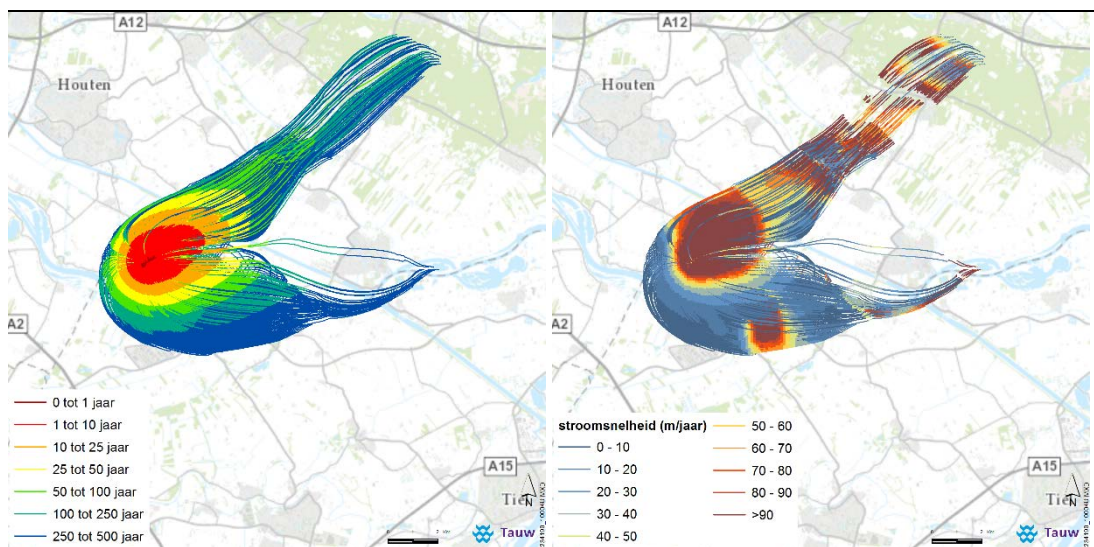 A12
Houten
A2
0 tot 1 jaar
1 tot 10 jaar
10 tot 25 jaar
25 tot 50 jaar
50 tot 100 jaar
100 tot 250 jaar
250 tot 500 jaar
A15
Tiel
N
Tauw
A12
Houten
A2
stroomsnelheid (m/jaar)
0 - 10
10 - 20
20 - 30
30 - 40
40 - 50
50 - 60
60 - 70
70 - 80
80 - 90
>90
A15
Tiel
N
Tauw